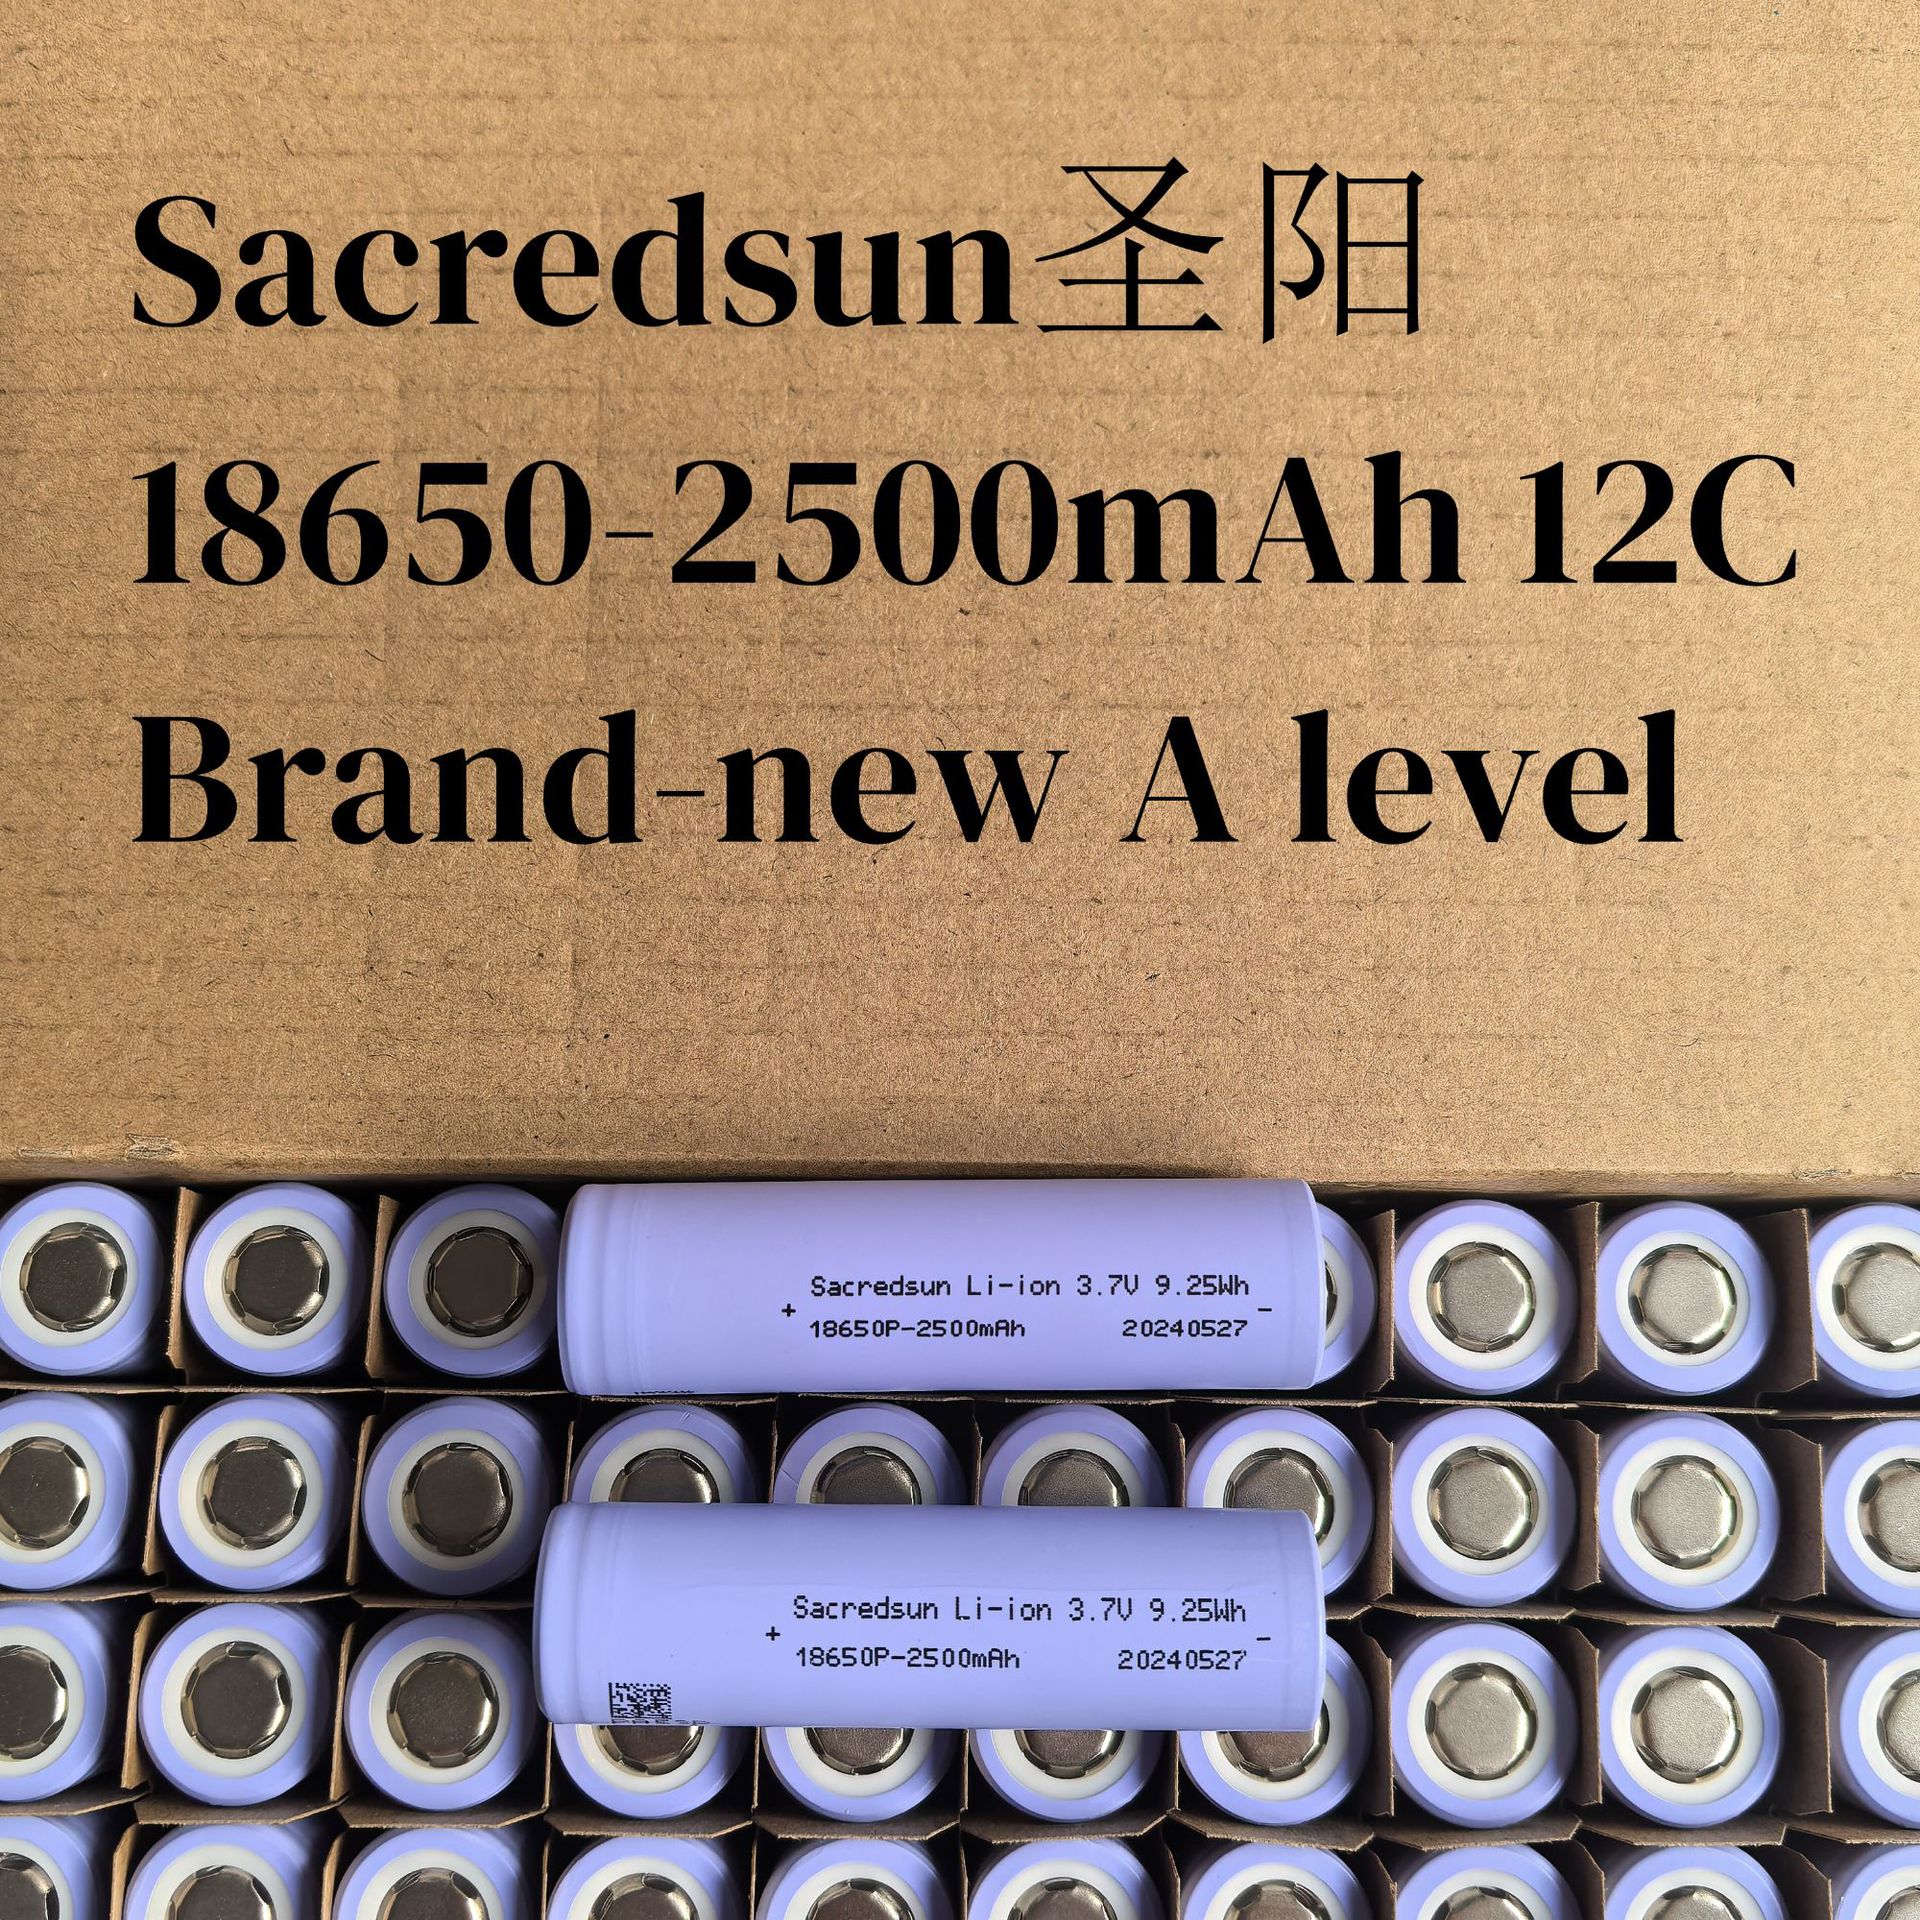 Sacredsun圣阳
18650-2500mAh 12C
Brand-new A level
Sacredsun Li-ion 3.7V 9.25Wh
+ -
18650P-2500mAh 20240527
Sacredsun Li-ion 3.7V 9.25Wh
+ -
18650P-2500mAh 20240527